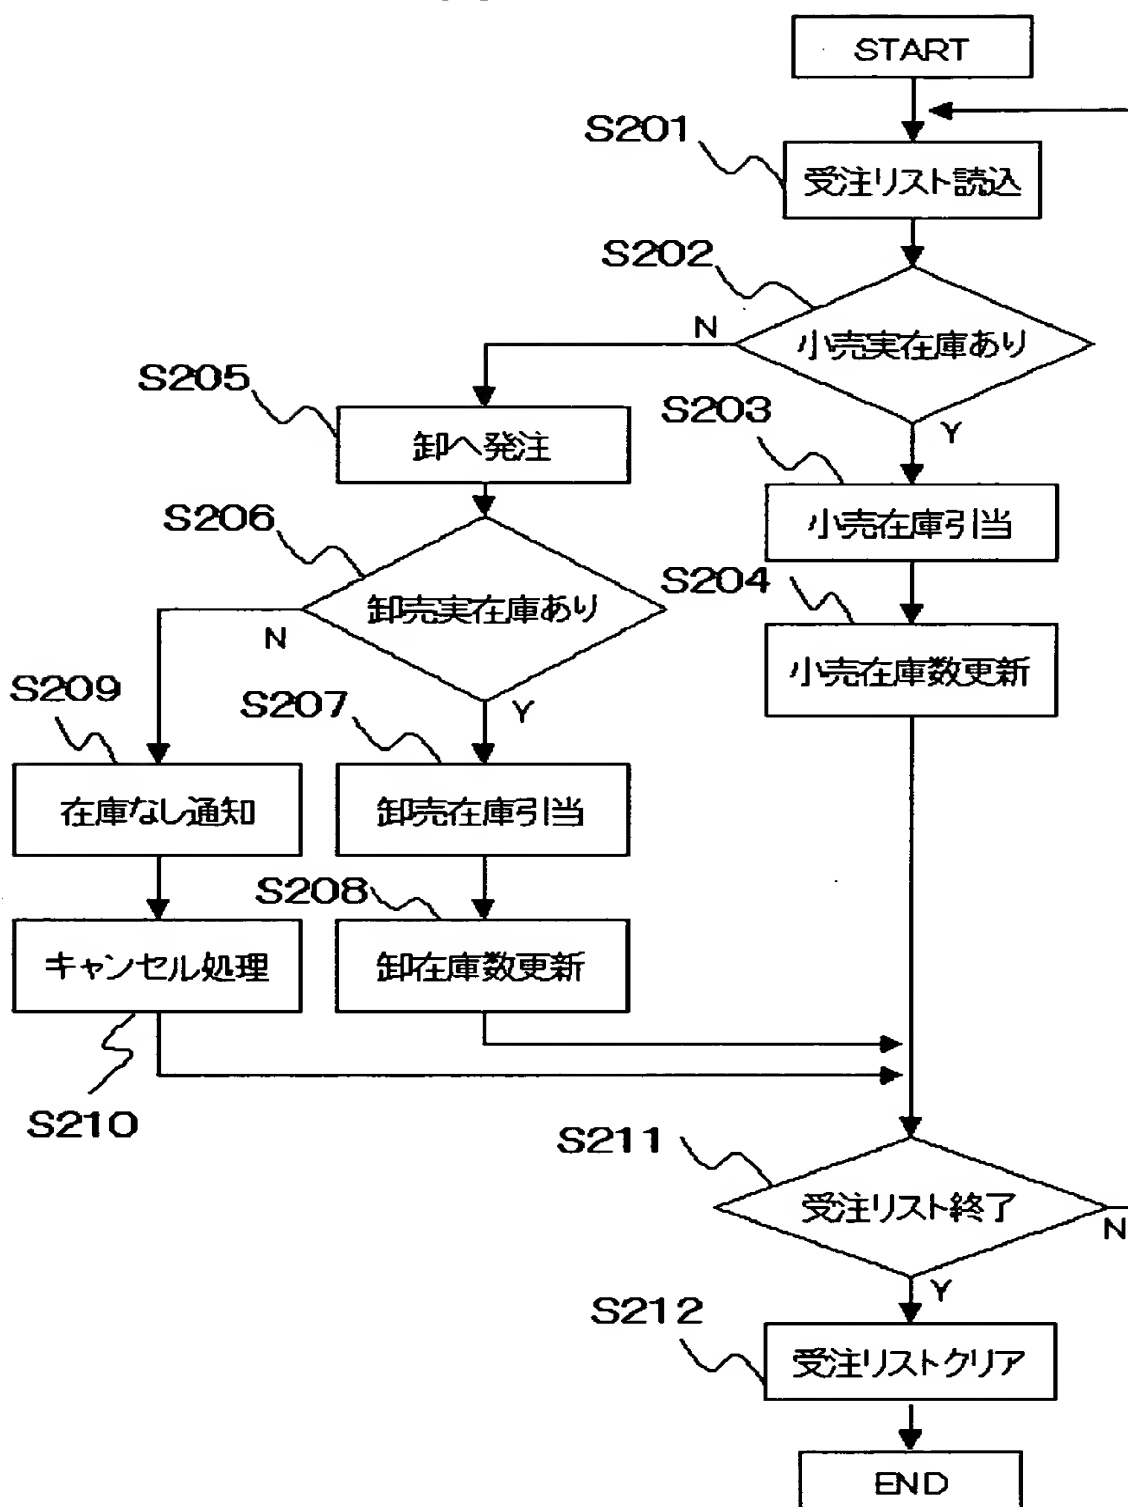 START
S201
受注リスト読込
S202
小売実在庫あり
N
Y
S205
卸へ発注
S203
小売在庫引当
S206
卸売実在庫あり
N
Y
S204
小売在庫数更新
S209
在庫なし通知
S207
卸売在庫引当
S208
卸在庫数更新
キャンセル処理
S210
S211
受注リスト終了
N
Y
S212
受注リストクリア
END